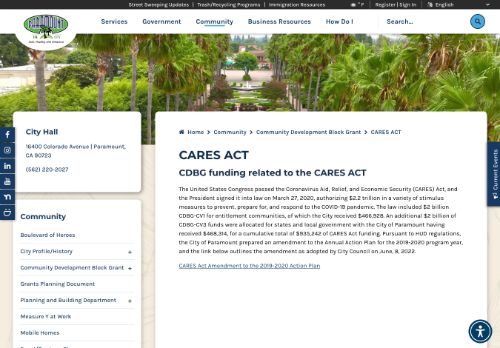 Street Sweeping Updates | Trash/Recycling Programs | Immigration Resources
° F | Register | Sign In | English
PARAMOUNT
Services Government Community Business Resources How Do I Search...
City Hall
16400 Colorado Avenue | Paramount,
CA 90723
(562) 220-2027
Community
Boulevard of Heroes
City Profile/History +
Community Development Block Grant +
Grants Planning Document
Planning and Building Department +
Measure Y at Work
Mobile Homes
Home > Community > Community Development Block Grant > CARES ACT
CARES ACT
CDBG funding related to the CARES ACT
The United States Congress passed the Coronavirus Aid, Relief, and Economic Security (CARES) Act, and
the President signed it into law on March 27, 2020, authorizing $2.2 trillion in a variety of stimulus
measures to prevent, prepare for, and respond to the COVID-19 pandemic. The law included $2 billion
CDBG-CV1 for entitlement communities, of which the City received $466,928. An additional $2 billion of
CDBG-CV3 funds were allocated for states and local government with the City of Paramount having
received $468,314, for a cumulative total of $935,242 of CARES Act funding. Pursuant to HUD regulations,
the City of Paramount prepared an amendment to the Annual Action Plan for the 2019-2020 program year,
and the link below outlines the amendment as adopted by City Council on June, 8, 2022.
CARES Act Amendment to the 2019-2020 Action Plan
Current Events